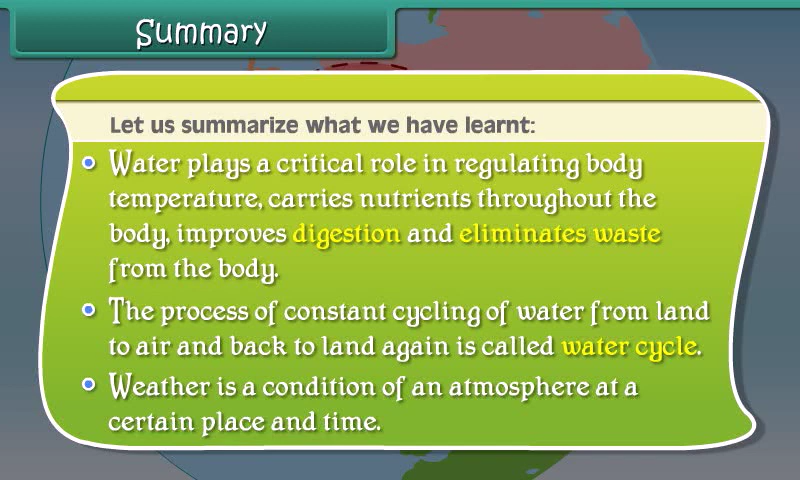 Summary
Let us summarize what we have learnt:
Water plays a critical role in regulating body
temperature, carries nutrients throughout the
body, improves digestion and eliminates waste
from the body.
The process of constant cycling of water from land
to air and back to land again is called water cycle.
Weather is a condition of an atmosphere at a
certain place and time.